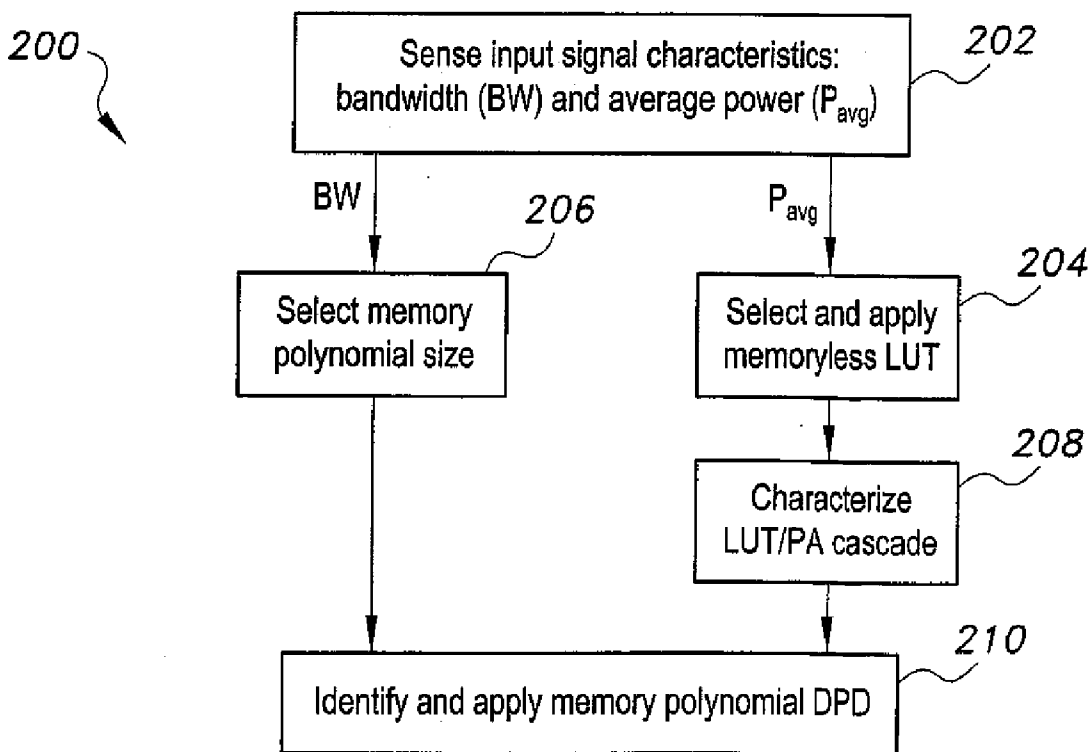 200
202
Sense input signal characteristics:
bandwidth (BW) and average power (Pavg)
BW
Pavg
206
204
Select memory
polynomial size
Select and apply
memoryless LUT
208
Characterize
LUT/PA cascade
210
Identify and apply memory polynomial DPD